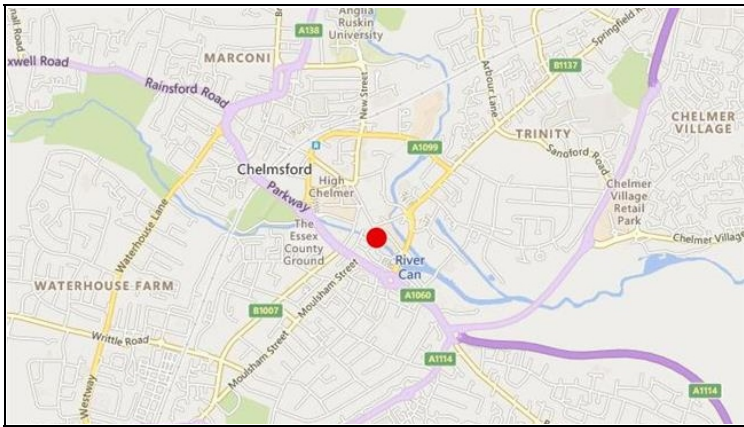 Anglia
Ruskin
University
A138
Springfield R
nall Road
MARCONI
xwell Road
B1137
Rainsford Road
New Street
Arbour Lane
CHELMER
VILLAGE
TRINITY
A1099
Sandford Road
Chelmsford
High
Chelmer
Parkway
Chelmer
Village
Retail
Park
Waterhouse Lane
The
Essex
County
Ground
Chelmer Village
River
Can
WATERHOUSE FARM
Moulsham Street
A1060
B1007
Writtle Road
Moulsham Street
A1114
Westway
A1114